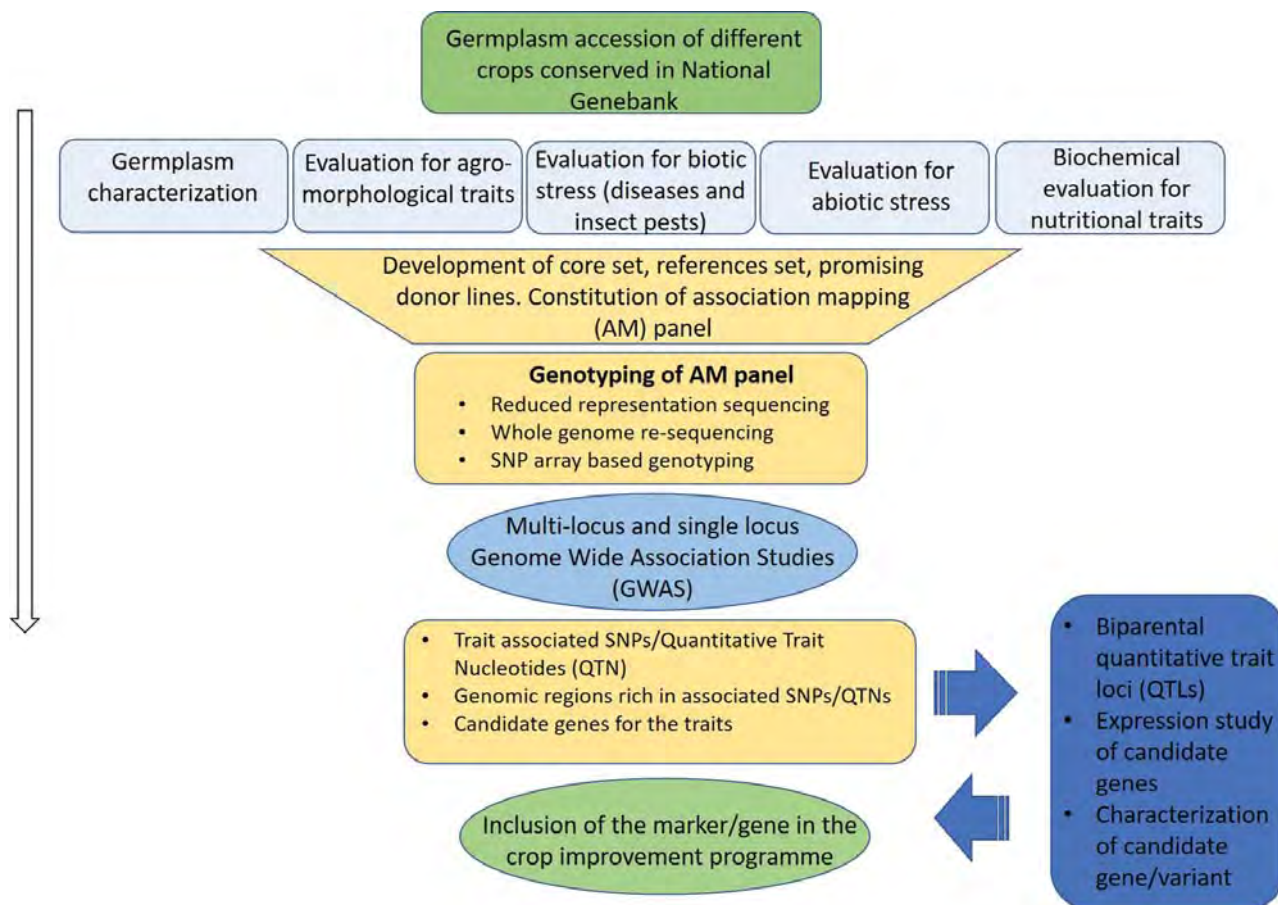 Germplasm accession of different
crops conserved in National
Genebank
Germplasm
characterization
Evaluation for agro-
morphological traits
Evaluation for biotic
stress (diseases and
insect pests)
Evaluation for
abiotic stress
Biochemical
evaluation for
nutritional traits
Development of core set, references set, promising
donor lines. Constitution of association mapping
(AM) panel
Genotyping of AM panel
• Reduced representation sequencing
• Whole genome re-sequencing
• SNP array based genotyping
Multi-locus and single locus
Genome Wide Association Studies
(GWAS)
• Trait associated SNPs/Quantitative Trait
Nucleotides (QTN)
• Genomic regions rich in associated SNPs/QTNs
• Candidate genes for the traits
• Biparental
quantitative trait
loci (QTLs)
• Expression study
of candidate
genes
• Characterization
of candidate
gene/variant
Inclusion of the marker/gene in the
crop improvement programme